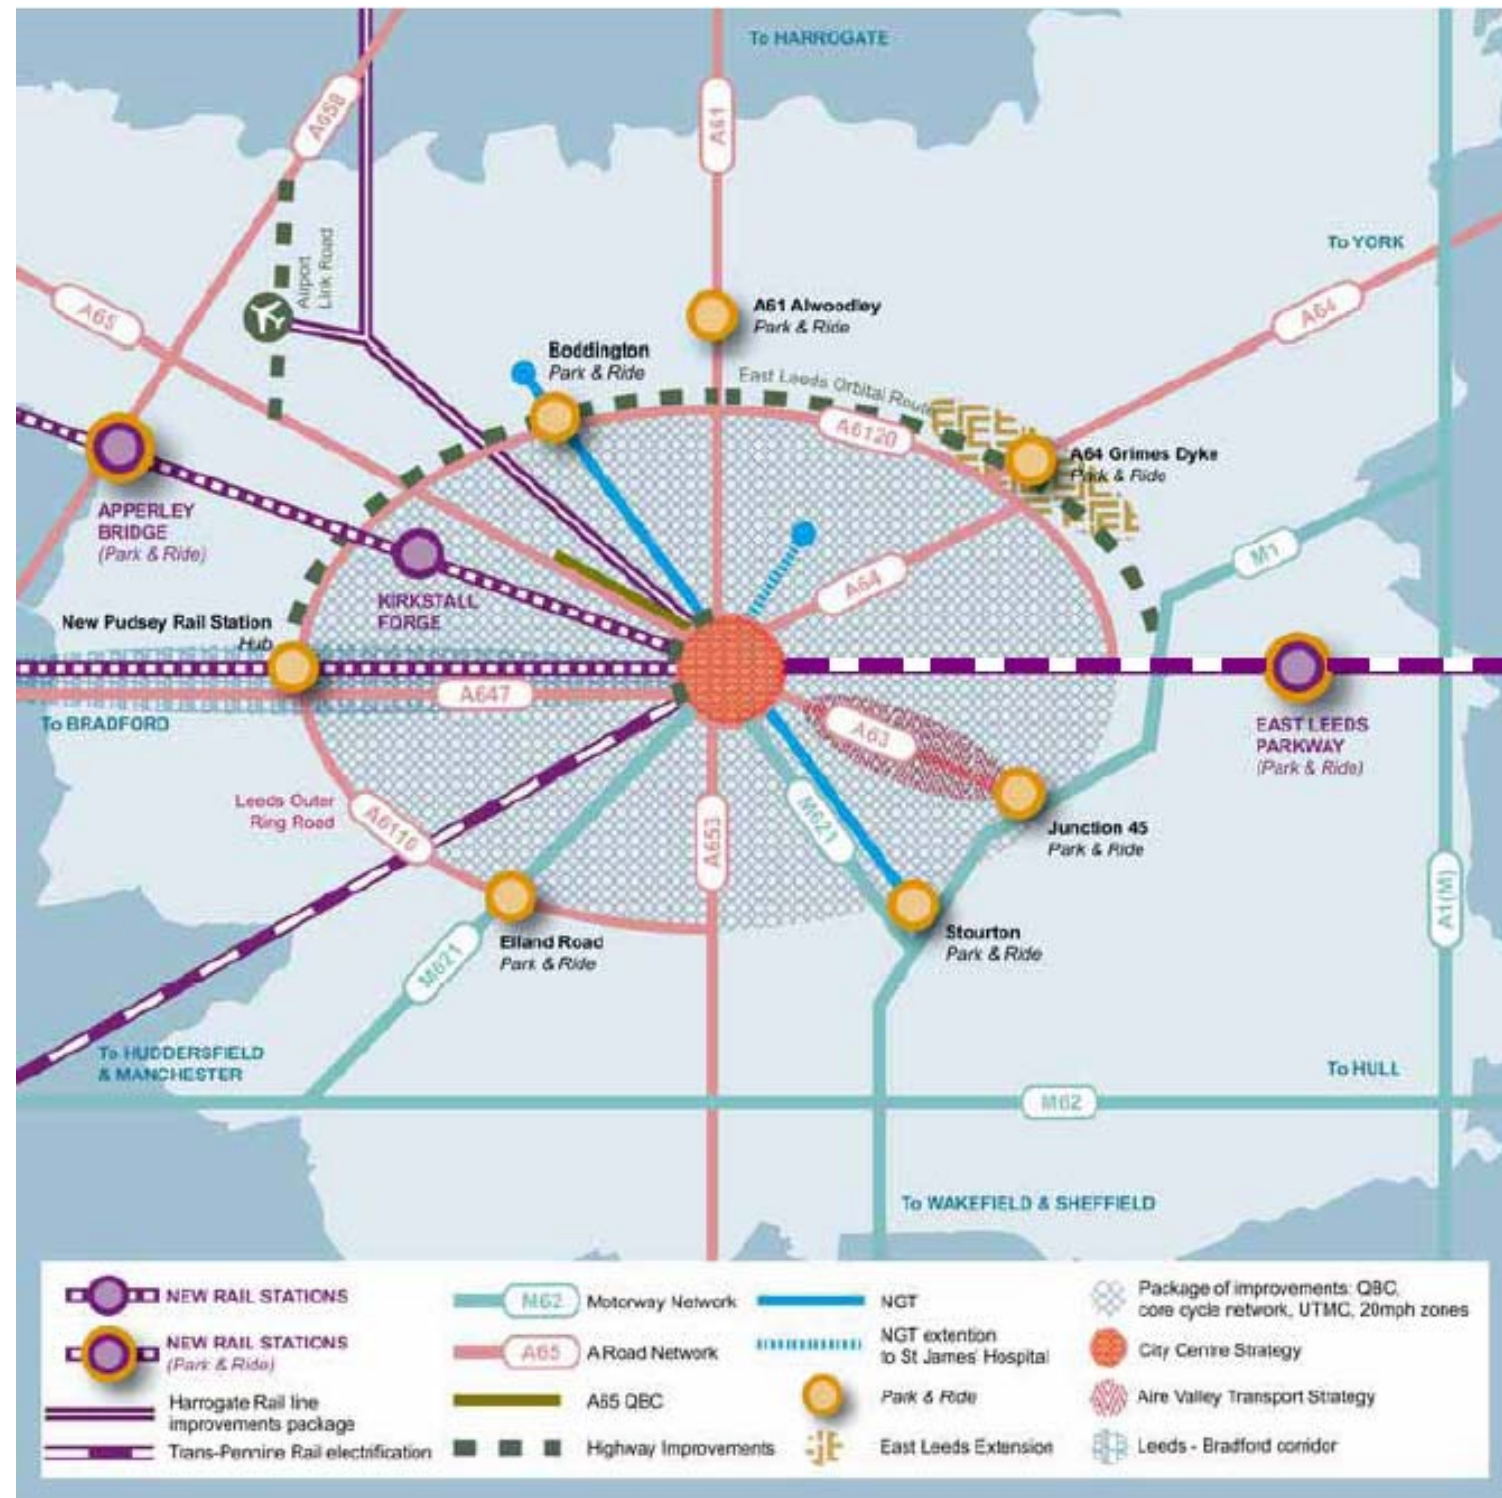 To HARROGATE
A658
A61
Airport
Link Road
To YORK
A65
A64
A61 Alwoodley
Park & Ride
Boddington
Park & Ride
East Leeds Orbital Route
A6120
A64 Grimes Dyke
Park & Ride
APPERLEY
BRIDGE
(Park & Ride)
M1
A64
KIRKSTALL
FORGE
New Pudsey Rail Station
Hub
A647
To BRADFORD
A63
EAST LEEDS
PARKWAY
(Park & Ride)
Leeds Outer
Ring Road
A6110
A653
M621
Junction 45
Park & Ride
A1(M)
Elland Road
Park & Ride
M621
Stourton
Park & Ride
To HUDDERSFIELD
& MANCHESTER
To HULL
M62
To WAKEFIELD & SHEFFIELD
NEW RAIL STATIONS
NEW RAIL STATIONS
(Park & Ride)
Harrogate Rail line
improvements package
Trans-Pennine Rail electrification
M62
Motorway Network
A65
A Road Network
A65 QBC
Highway Improvements
NGT
NGT extention
to St James' Hospital
Park & Ride
East Leeds Extension
Package of improvements: QBC,
core cycle network, UTMC, 20mph zones
City Centre Strategy
Aire Valley Transport Strategy
Leeds - Bradford corridor